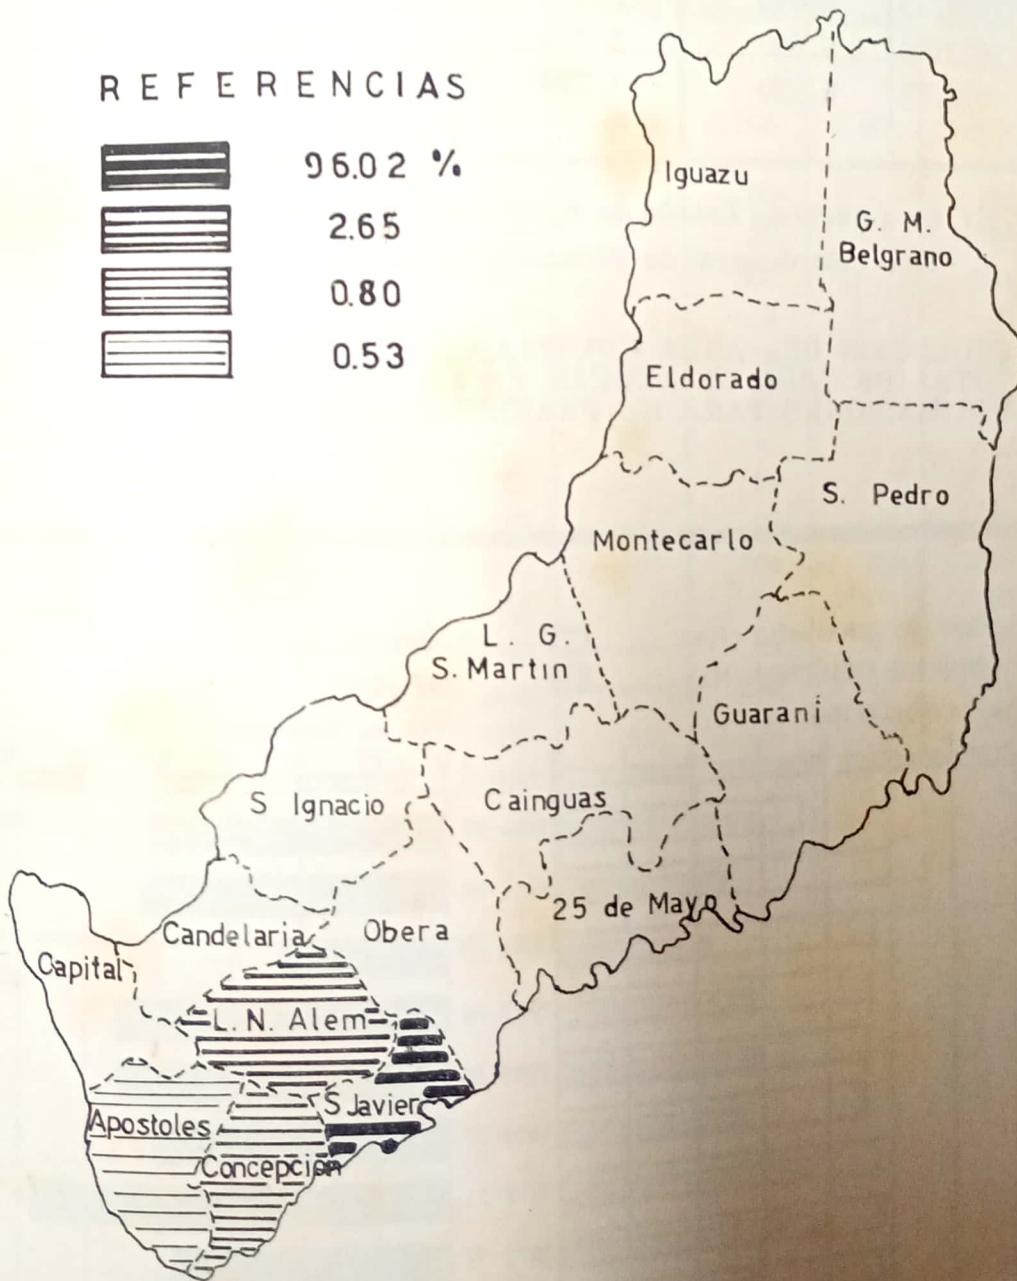 REFERENCIAS
96.02 %
2.65
0.80
0.53
Iguazu
G. M.
Belgrano
Eldorado
S. Pedro
Montecarlo
L. G.
S. Martin
Guarani
S Ignacio
Cainguas
25 de Mayo
Candelaria
Obera
Capital
L. N. Alem
S Javier
Apostoles
Concepción